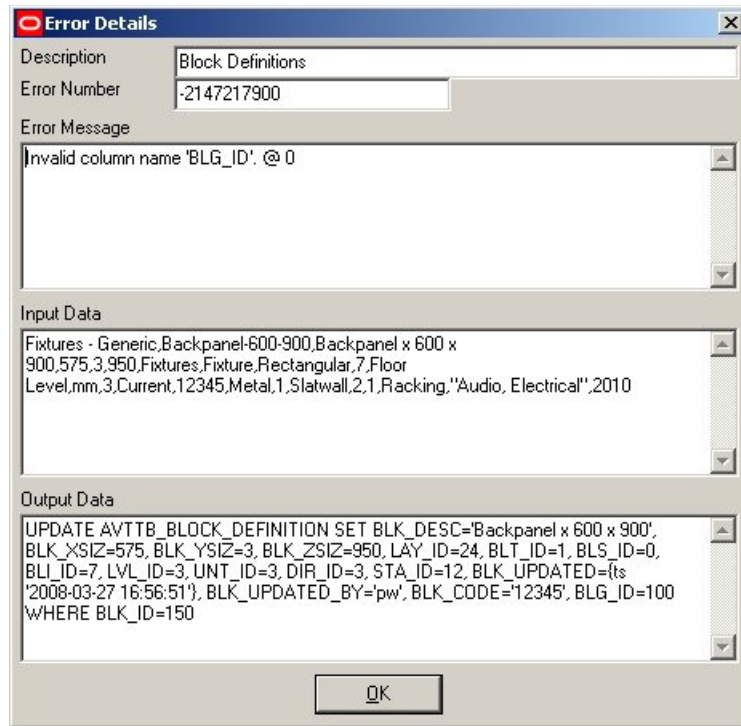 Error Details
Description
Block Definitions
Error Number
-2147217900
Error Message
Invalid column name 'BLG_ID'. @ 0
Input Data
Fixtures - Generic,Backpanel-600-900,Backpanel x 600 x
900,575,3,950,Fixtures,Fixture,Rectangular,7,Floor
Level,mm,3,Current,12345,Metal,1,Slatwall,2,1,Racking,"Audio, Electrical",2010
Output Data
UPDATE AVTTB_BLOCK_DEFINITION SET BLK_DESC='Backpanel x 600 x 900',
BLK_XSIZ=575, BLK_YSIZ=3, BLK_ZSIZ=950, LAY_ID=24, BLT_ID=1, BLS_ID=0,
BLI_ID=7, LVL_ID=3, UNT_ID=3, DIR_ID=3, STA_ID=12, BLK_UPDATED={ts
'2008-03-27 16:56:51'}, BLK_UPDATED_BY='pw', BLK_CODE='12345', BLG_ID=100
WHERE BLK_ID=150
OK